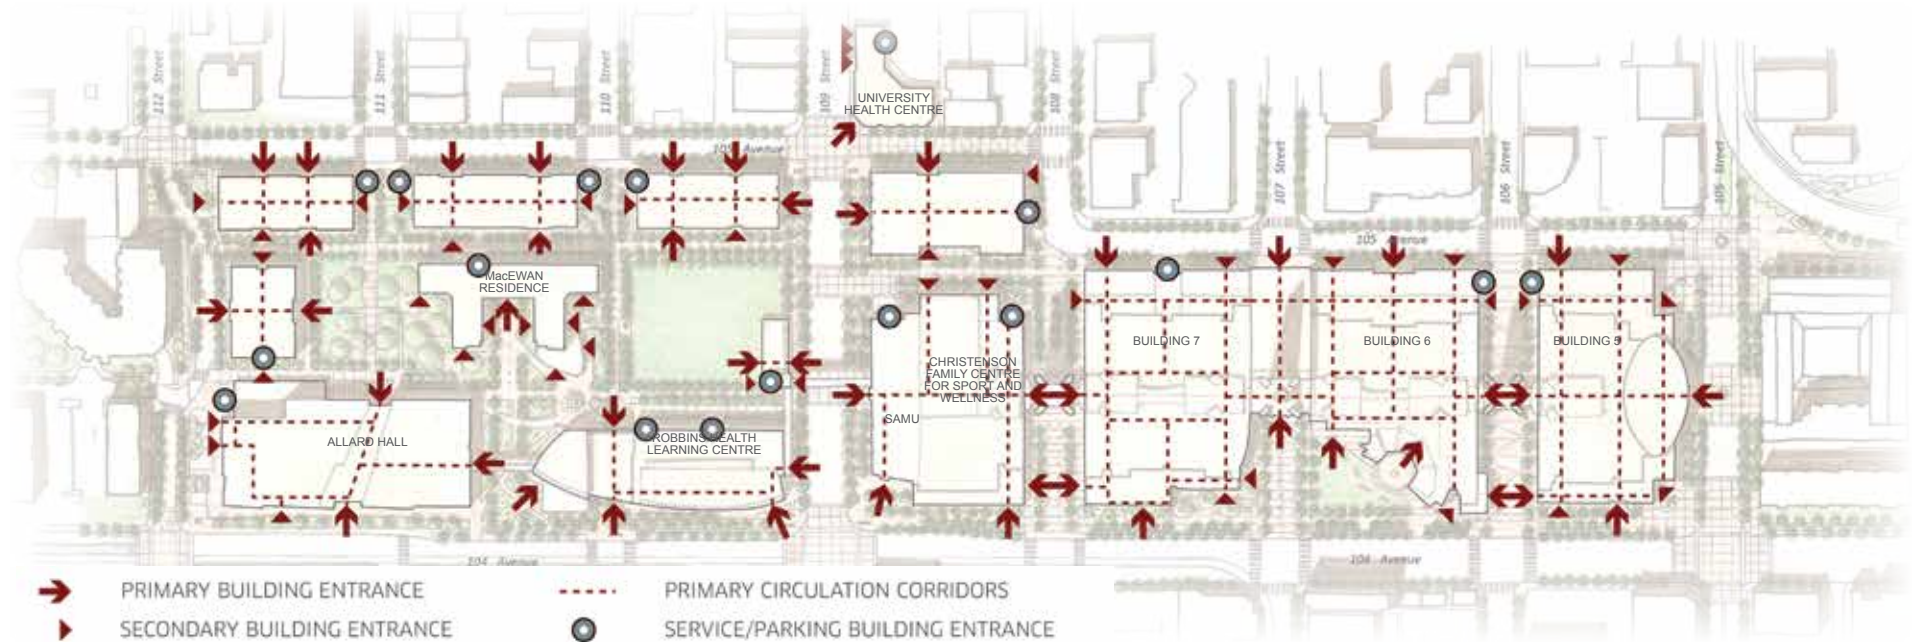 112 Street
111 Street
110 Street
109 Street
108 Street
107 Street
106 Street
105 Street
UNIVERSITY
HEALTH CENTRE
105 Avenue
105 Avenue
MacEWAN
RESIDENCE
BUILDING 7
BUILDING 6
BUILDING 5
CHRISTENSON
FAMILY CENTRE
FOR SPORT AND
WELLNESS
SAMU
ALLARD HALL
ROBBINS HEALTH
LEARNING CENTRE
104 Avenue
104 Avenue
PRIMARY BUILDING ENTRANCE
PRIMARY CIRCULATION CORRIDORS
SECONDARY BUILDING ENTRANCE
SERVICE/PARKING BUILDING ENTRANCE